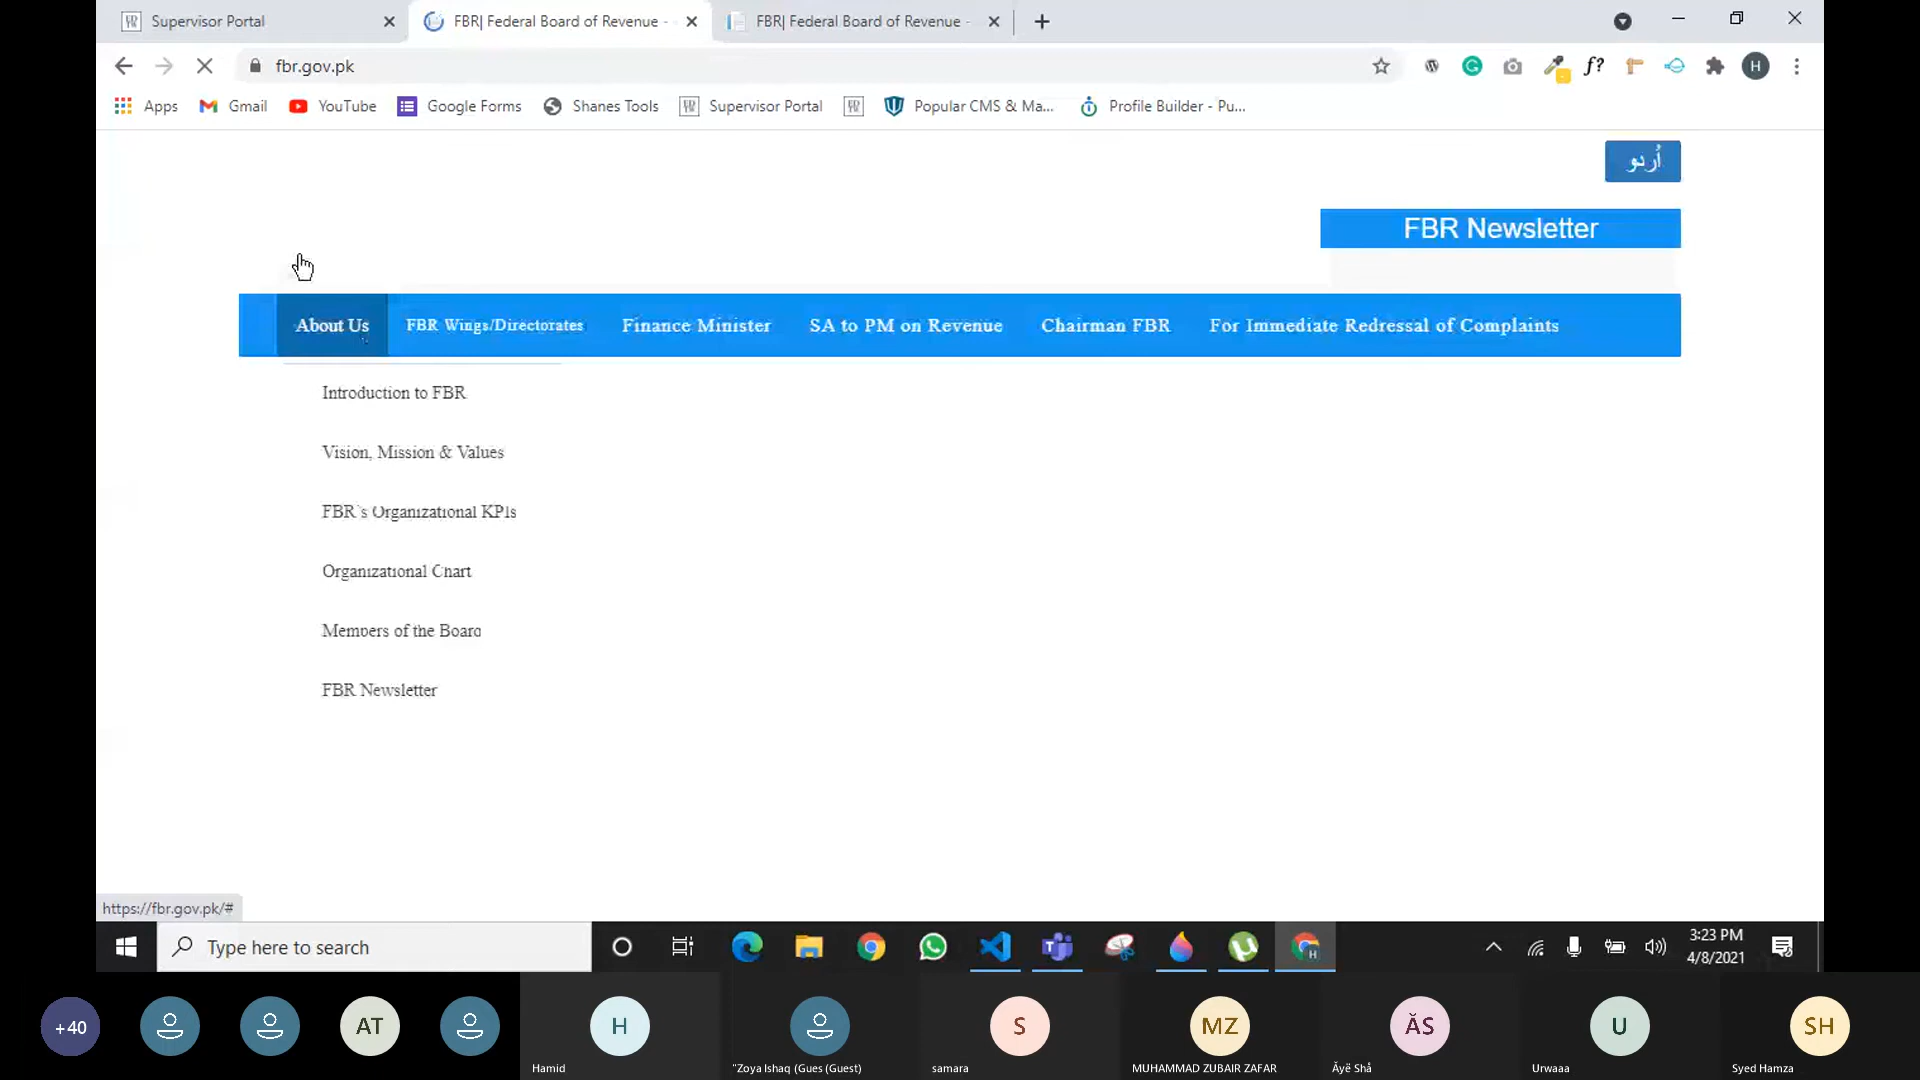 Supervisor Portal
FBR| Federal Board of Revenue -
FBR| Federal Board of Revenue -
fbr.gov.pk
f?
H
Apps
Gmail
YouTube
Google Forms
Shanes Tools
Supervisor Portal
Popular CMS & Ma...
Profile Builder - Pu...
اُردو
FBR Newsletter
About Us
FBR Wings/Directorates
Finance Minister
SA to PM on Revenue
Chairman FBR
For Immediate Redressal of Complaints
Introduction to FBR
Vision, Mission & Values
FBR's Organizational KPIs
Organizational Chart
Members of the Board
FBR Newsletter
https://fbr.gov.pk/#
Type here to search
3:23 PM
4/8/2021
+40
AT
H
S
MZ
ÃS
U
SH
Hamid
"Zoya Ishaq (Gues (Guest)
samara
MUHAMMAD ZUBAIR ZAFAR
Ãyë Shå
Urwaaa
Syed Hamza